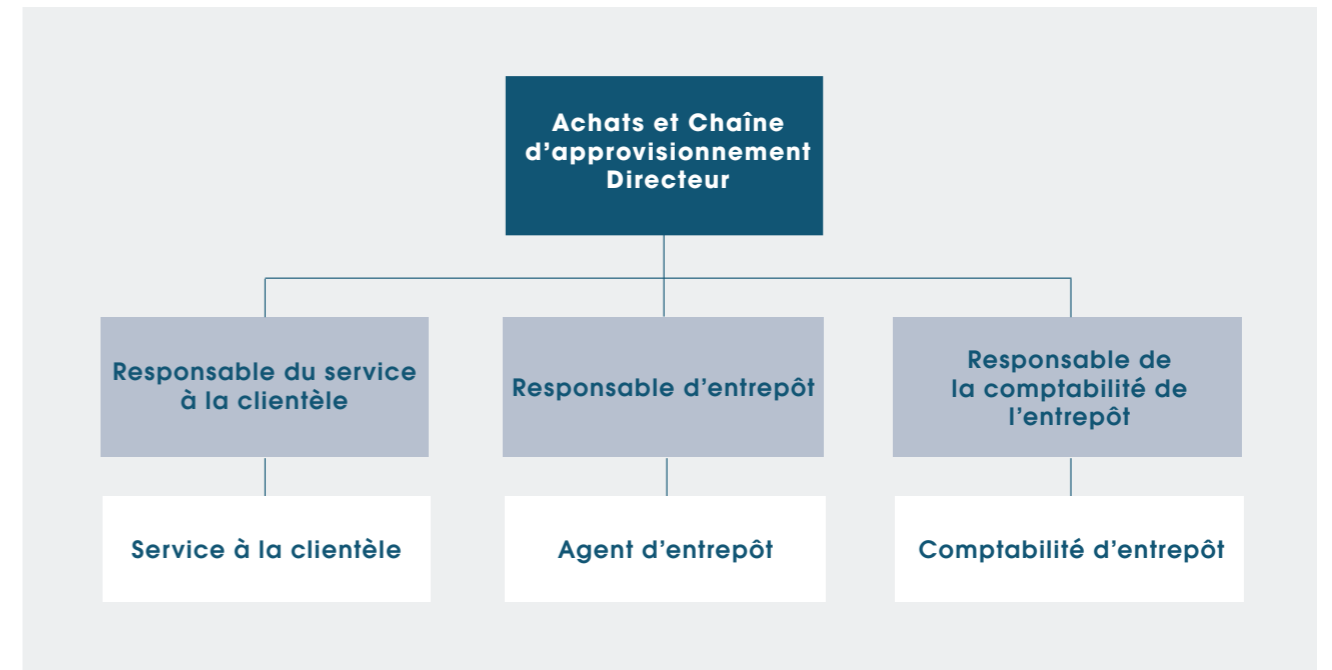 Achats et Chaîne
d’approvisionnement
Directeur
Responsable du service
à la clientèle
Responsable d’entrepôt
Responsable de
la comptabilité de
l’entrepôt
Service à la clientèle
Agent d’entrepôt
Comptabilité d’entrepôt